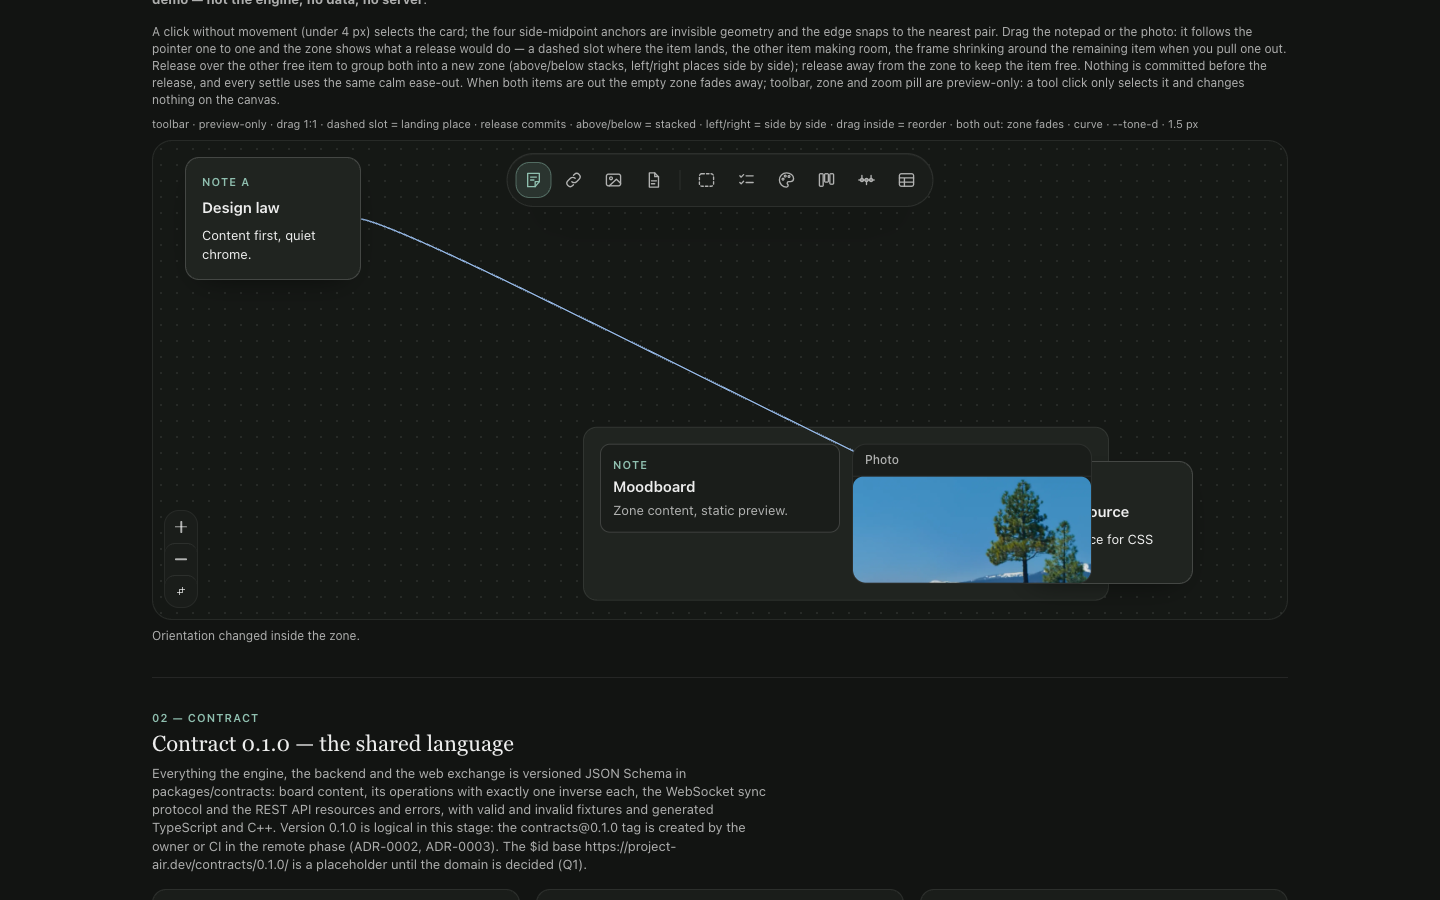 demo — not the engine, no data, no server.
A click without movement (under 4 px) selects the card; the four side-midpoint anchors are invisible geometry and the edge snaps to the nearest pair. Drag the notepad or the photo: it follows the
pointer one to one and the zone shows what a release would do — a dashed slot where the item lands, the other item making room, the frame shrinking around the remaining item when you pull one out.
Release over the other free item to group both into a new zone (above/below stacks, left/right places side by side); release away from the zone to keep the item free. Nothing is committed before the
release, and every settle uses the same calm ease-out. When both items are out the empty zone fades away; toolbar, zone and zoom pill are preview-only: a tool click only selects it and changes
nothing on the canvas.
toolbar · preview-only · drag 1:1 · dashed slot = landing place · release commits · above/below = stacked · left/right = side by side · drag inside = reorder · both out: zone fades · curve · --tone-d · 1.5 px
NOTE A
Design law
Content first, quiet
chrome.
NOTE
Moodboard
Zone content, static preview.
Photo
ource
ce for CSS
Orientation changed inside the zone.
02 — CONTRACT
Contract 0.1.0 — the shared language
Everything the engine, the backend and the web exchange is versioned JSON Schema in
packages/contracts: board content, its operations with exactly one inverse each, the WebSocket sync
protocol and the REST API resources and errors, with valid and invalid fixtures and generated
TypeScript and C++. Version 0.1.0 is logical in this stage: the contracts@0.1.0 tag is created by the
owner or CI in the remote phase (ADR-0002, ADR-0003). The $id base https://project-
air.dev/contracts/0.1.0/ is a placeholder until the domain is decided (Q1).